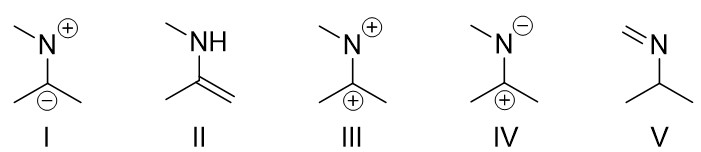 N ⊕ NH N ⊕ N ⊖ N
⊖ ⊕ ⊕
I II III IV V